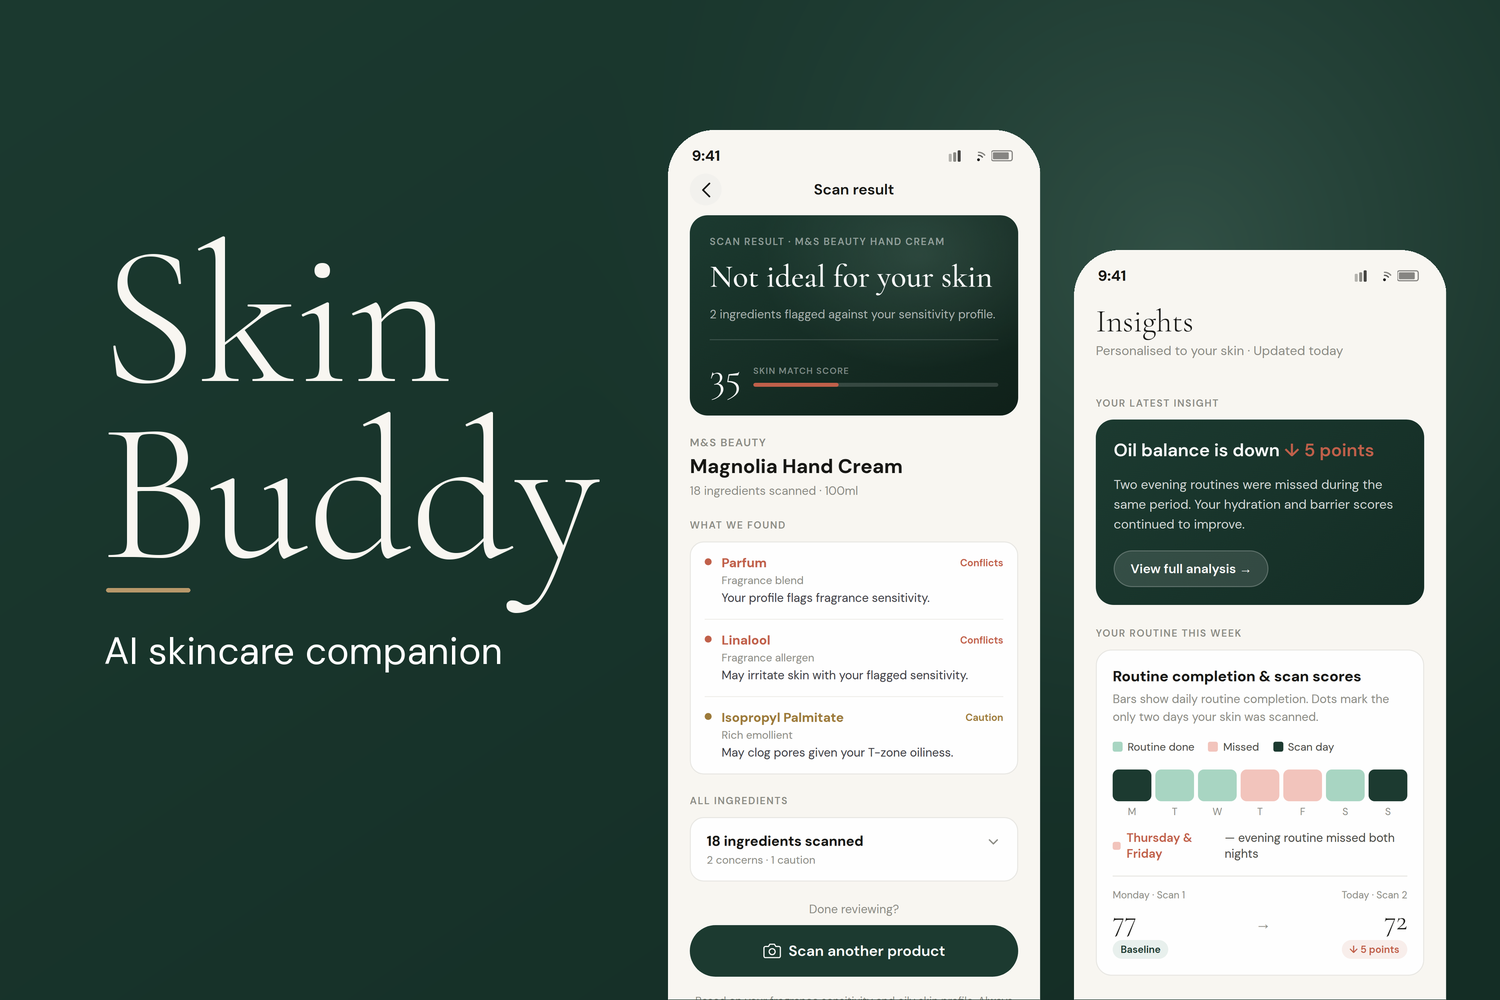 Skin
Buddy
AI skincare companion
9:41
Scan result
SCAN RESULT · M&S BEAUTY HAND CREAM
Not ideal for your skin
2 ingredients flagged against your sensitivity profile.
35
SKIN MATCH SCORE
M&S BEAUTY
Magnolia Hand Cream
18 ingredients scanned · 100ml
WHAT WE FOUND
Parfum Conflicts
Fragrance blend
Your profile flags fragrance sensitivity.
Linalool Conflicts
Fragrance allergen
May irritate skin with your flagged sensitivity.
Isopropyl Palmitate Caution
Rich emollient
May clog pores given your T-zone oiliness.
ALL INGREDIENTS
18 ingredients scanned
2 concerns · 1 caution
Done reviewing?
Scan another product
9:41
Insights
Personalised to your skin · Updated today
YOUR LATEST INSIGHT
Oil balance is down ↓ 5 points
Two evening routines were missed during the
same period. Your hydration and barrier scores
continued to improve.
View full analysis →
YOUR ROUTINE THIS WEEK
Routine completion & scan scores
Bars show daily routine completion. Dots mark the
only two days your skin was scanned.
Routine done Missed Scan day
M T W T F S S
Thursday & — evening routine missed both
Friday nights
Monday · Scan 1 Today · Scan 2
77 → 72
Baseline ↓ 5 points